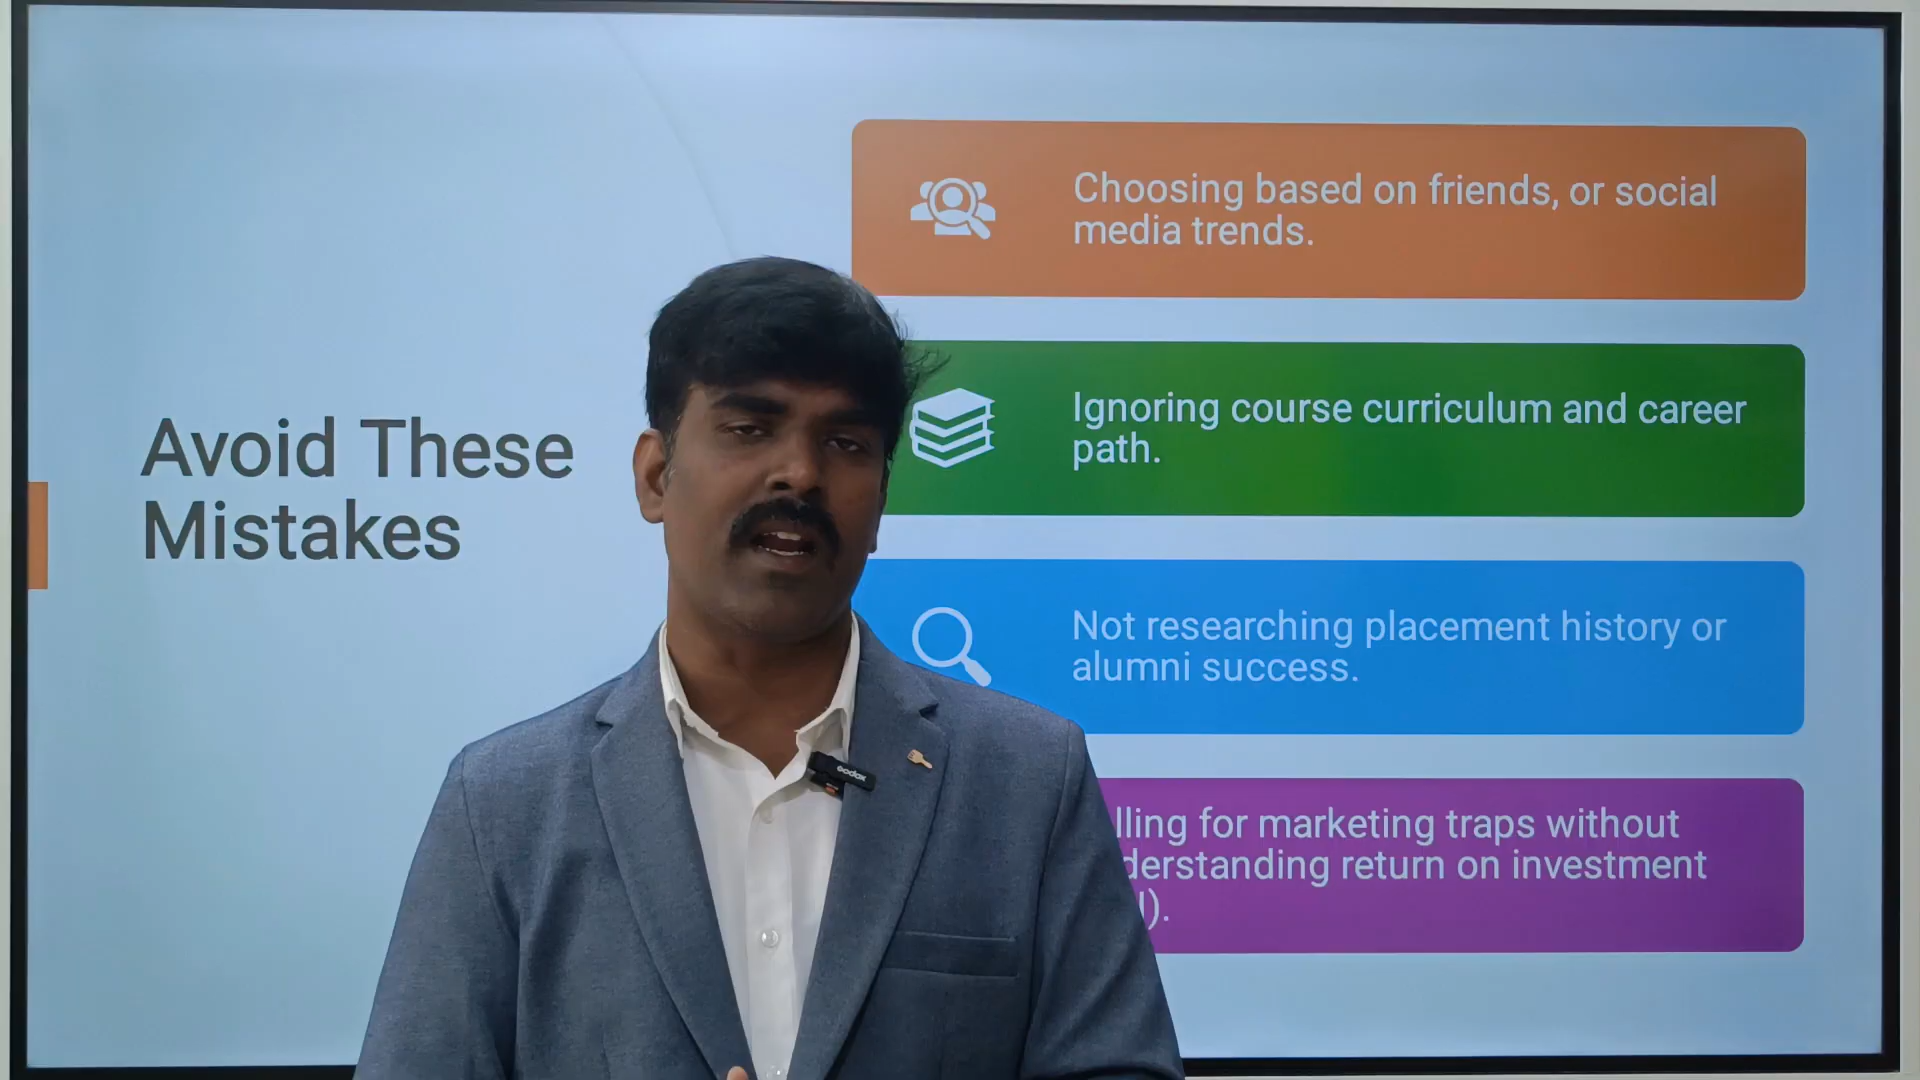 Avoid These
Mistakes
Choosing based on friends, or social
media trends.
Ignoring course curriculum and career
path.
Not researching placement history or
alumni success.
Godox
lling for marketing traps without
derstanding return on investment
).